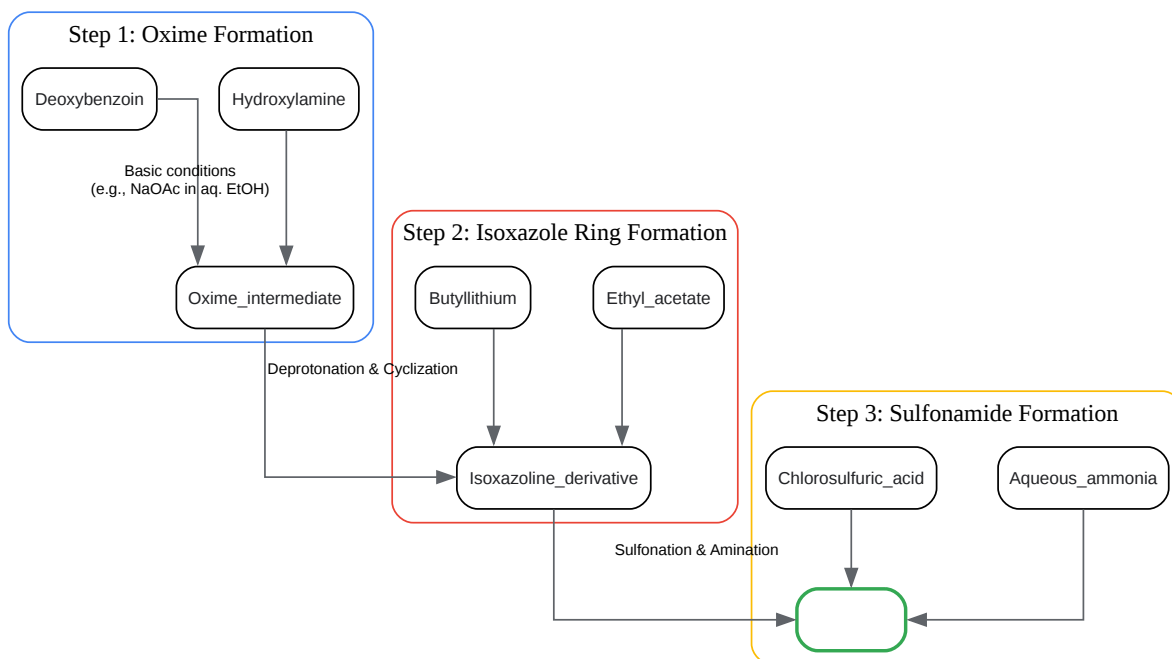 Step 1: Oxime Formation
Deoxybenzoin
Hydroxylamine
Basic conditions
(e.g., NaOAc in aq. EtOH)
Oxime_intermediate
Step 2: Isoxazole Ring Formation
Butyllithium
Ethyl_acetate
Deprotonation & Cyclization
Isoxazoline_derivative
Step 3: Sulfonamide Formation
Chlorosulfuric_acid
Aqueous_ammonia
Sulfonation & Amination